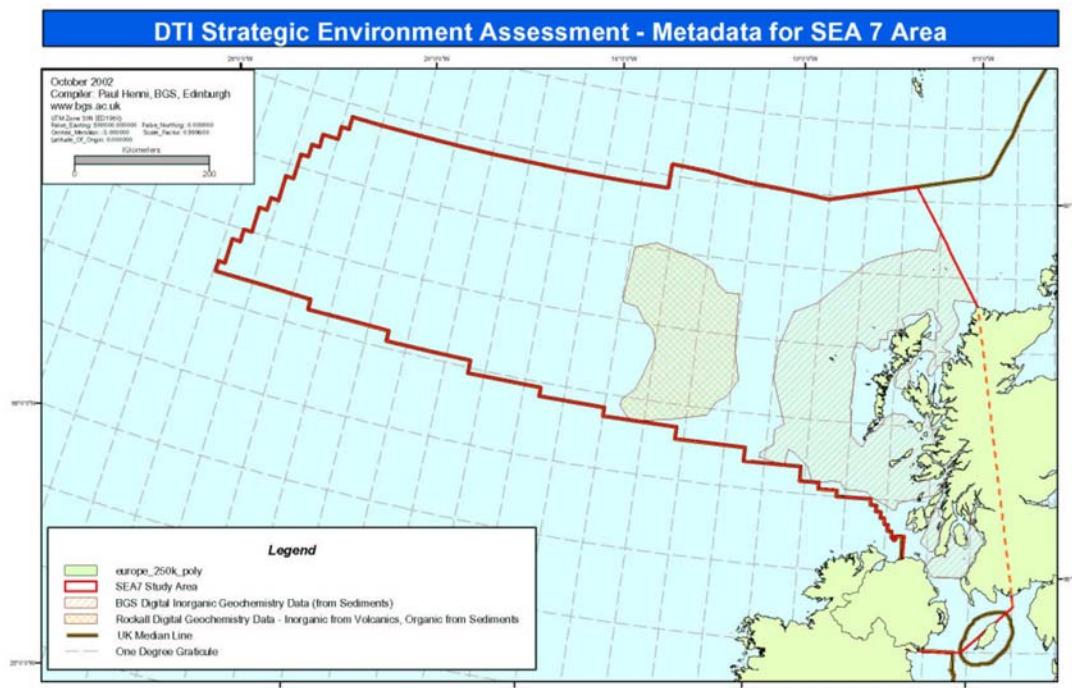 DTI Strategic Environment Assessment - Metadata for SEA 7 Area
October 2002
Compiler: Paul Henni, BGS, Edinburgh
www.bgs.ac.uk
Kilometers
0 200
Legend
europe_250k_poly
SEA7 Study Area
BGS Digital Inorganic Geochemistry Data (from Sediments)
Rockall Digital Geochemistry Data - Inorganic from Volcanics, Organic from Sediments
UK Median Line
One Degree Graticule